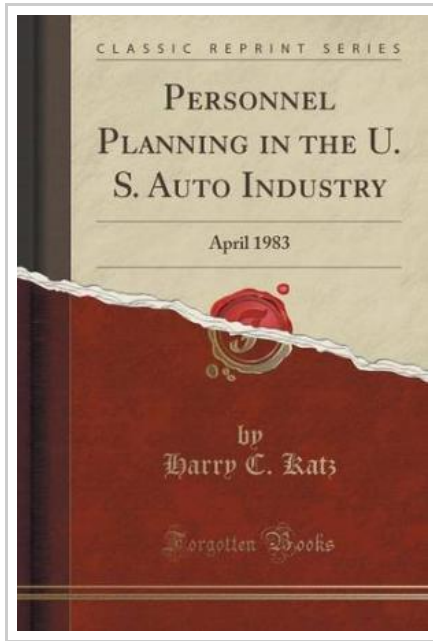 CLASSIC REPRINT SERIES
PERSONNEL
PLANNING IN THE U.
S. AUTO INDUSTRY
April 1983
by
Harry C. Katz
Forgotten Books